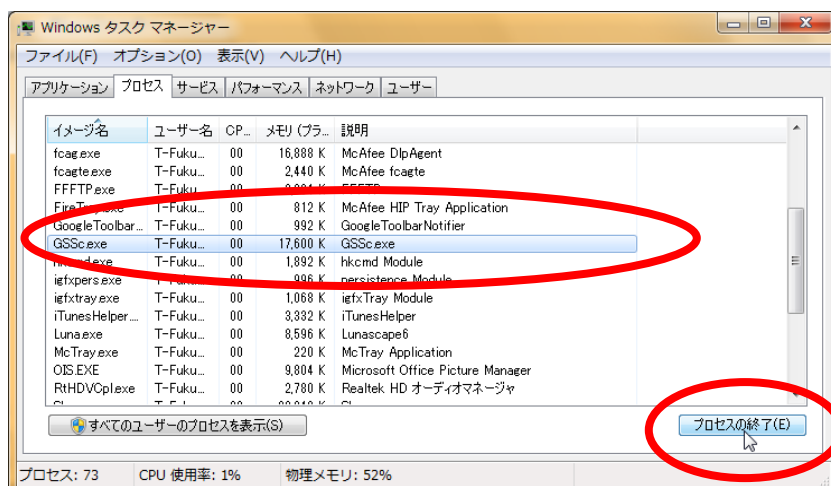 Windows タスク マネージャー
ファイル(F) オプション(O) 表示(V) ヘルプ(H)
アプリケーション プロセス サービス パフォーマンス ネットワーク ユーザー
イメージ名 ユーザー名 CP... メモリ (プラ... 説明
fcag.exe T-Fuku... 00 16,888 K McAfee DlpAgent
fcagte.exe T-Fuku... 00 2,440 K McAfee fcagte
FFFTP.exe T-Fuku... 00 K FFFTP
FireTray.exe T-Fuku... 00 812 K McAfee HIP Tray Application
GoogleToolbar... T-Fuku... 00 992 K GoogleToolbarNotifier
GSSc.exe T-Fuku... 00 17,600 K GSSc.exe
hkcmd.exe T-Fuku... 00 1,892 K hkcmd Module
igfxpers.exe T-Fuku... 00 996 K persistence Module
igfxtray.exe T-Fuku... 00 1,068 K igfxTray Module
iTunesHelper.... T-Fuku... 00 3,332 K iTunesHelper
Luna.exe T-Fuku... 00 8,596 K Lunascape6
McTray.exe T-Fuku... 00 220 K McTray Application
OIS.EXE T-Fuku... 00 9,804 K Microsoft Office Picture Manager
RtHDVCpl.exe T-Fuku... 00 2,780 K Realtek HD オーディオマネージャ
すべてのユーザーのプロセスを表示(S) プロセスの終了(E)
プロセス: 73 CPU 使用率: 1% 物理メモリ: 52%